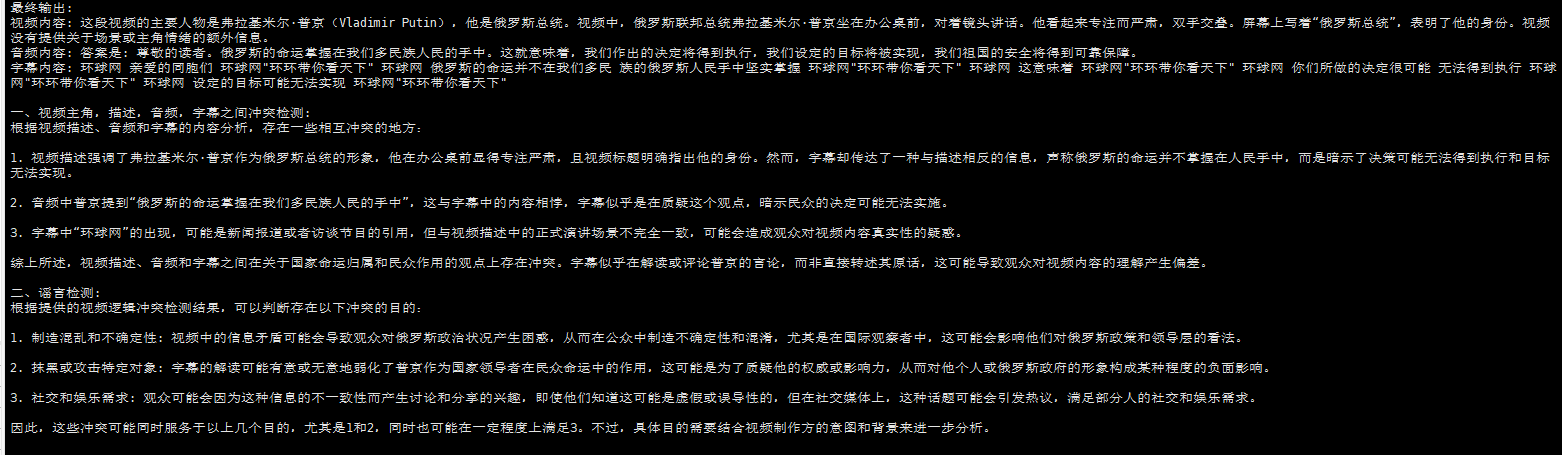 最终输出:
视频内容: 这段视频的主要人物是弗拉基米尔·普京（Vladimir Putin），他是俄罗斯总统。视频中，俄罗斯联邦总统弗拉基米尔·普京坐在办公桌前，对着镜头讲话。他看起来专注而严肃，双手交叠。屏幕上写着“俄罗斯总统”，表明了他的身份。视频
没有提供关于场景或主角情绪的额外信息。
音频内容: 答案是: 尊敬的读者。俄罗斯的命运掌握在我们多民族人民的手中。这就意味着，我们作出的决定将得到执行，我们设定的目标将被实现，我们祖国的安全将得到可靠保障。
字幕内容: 环球网 亲爱的同胞们 环球网"环环带你看天下" 环球网 俄罗斯的命运并不在我们多民 族的俄罗斯人民手中坚实掌握 环球网"环环带你看天下" 环球网 这意味着 环球网"环环带你看天下" 环球网 你们所做的决定很可能 无法得到执行 环球
网"环环带你看天下" 环球网 设定的目标可能无法实现 环球网"环环带你看天下"
一、视频主角，描述，音频，字幕之间冲突检测:
根据视频描述、音频和字幕的内容分析，存在一些相互冲突的地方:
1. 视频描述强调了弗拉基米尔·普京作为俄罗斯总统的形象，他在办公桌前显得专注严肃，且视频标题明确指出他的身份。然而，字幕却传达了一种与描述相反的信息，声称俄罗斯的命运并不掌握在人民手中，而是暗示了决策可能无法得到执行和目标
无法实现。
2. 音频中普京提到“俄罗斯的命运掌握在我们多民族人民的手中”，这与字幕中的内容相悖，字幕似乎是在质疑这个观点，暗示民众的决定可能无法实施。
3. 字幕中“环球网”的出现，可能是新闻报道或者访谈节目的引用，但与视频描述中的正式演讲场景不完全一致，可能会造成观众对视频内容真实性的疑惑。
综上所述，视频描述、音频和字幕之间在关于国家命运归属和民众作用的观点上存在冲突。字幕似乎在解读或评论普京的言论，而非直接转述其原话，这可能导致观众对视频内容的理解产生偏差。
二、谣言检测:
根据提供的视频逻辑冲突检测结果，可以判断存在以下冲突的目的:
1. 制造混乱和不确定性: 视频中的信息矛盾可能会导致观众对俄罗斯政治状况产生困惑，从而在公众中制造不确定性和混淆，尤其是在国际观察者中，这可能会影响他们对俄罗斯政策和领导层的看法。
2. 抹黑或攻击特定对象: 字幕的解读可能有意或无意地弱化了普京作为国家领导者在民众命运中的作用，这可能是为了质疑他的权威或影响力，从而对他个人或俄罗斯政府的形象构成某种程度的负面影响。
3. 社交和娱乐需求: 观众可能会因为这种信息的不一致性而产生讨论和分享的兴趣，即使他们知道这可能是虚假或误导性的，但在社交媒体上，这种话题可能会引发热议，满足部分人的社交和娱乐需求。
因此，这些冲突可能同时服务于以上几个目的，尤其是1和2，同时也可能在一定程度上满足3。不过，具体目的需要结合视频制作方的意图和背景来进一步分析。